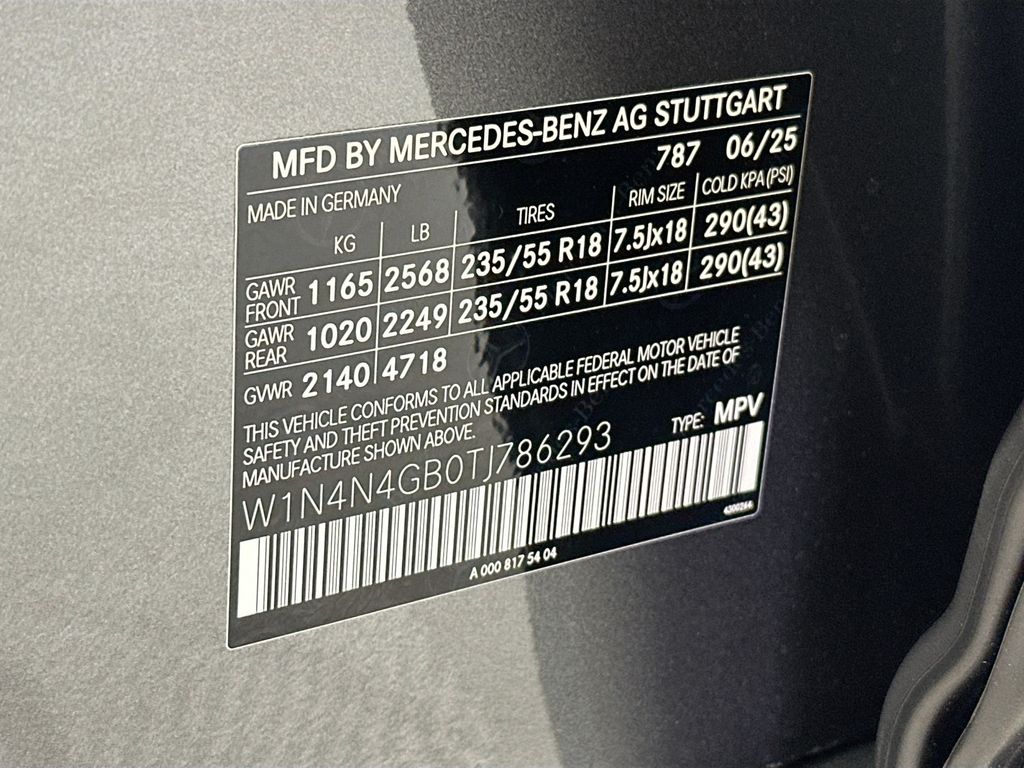 MFD BY MERCEDES-BENZ AG STUTTGART
787 06/25
MADE IN GERMANY
KG LB TIRES RIM SIZE COLD KPA (PSI)
GAWR FRONT 1165 2568 235/55 R18 7.5Jx18 290(43)
GAWR REAR 1020 2249 235/55 R18 7.5Jx18 290(43)
GVWR 2140 4718
THIS VEHICLE CONFORMS TO ALL APPLICABLE FEDERAL MOTOR VEHICLE
SAFETY AND THEFT PREVENTION STANDARDS IN EFFECT ON THE DATE OF
MANUFACTURE SHOWN ABOVE.
TYPE: MPV
W1N4N4GB0TJ786293
A 000 817 54 04
4300264